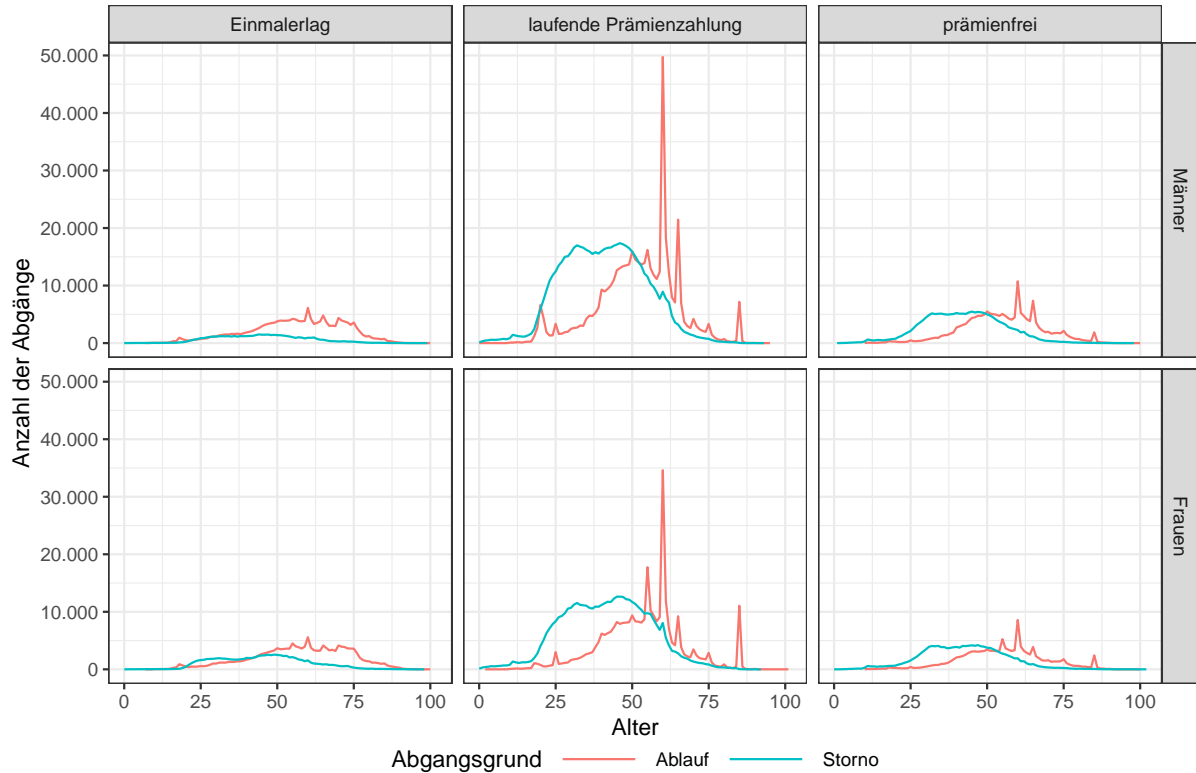 Einmalerlag
laufende Prämienzahlung
prämienfrei
Anzahl der Abgänge
50.000
40.000
30.000
20.000
10.000
0
Männer
50.000
40.000
30.000
20.000
10.000
0
Frauen
0 25 50 75 100
0 25 50 75 100
0 25 50 75 100
Alter
Abgangsgrund Ablauf Storno